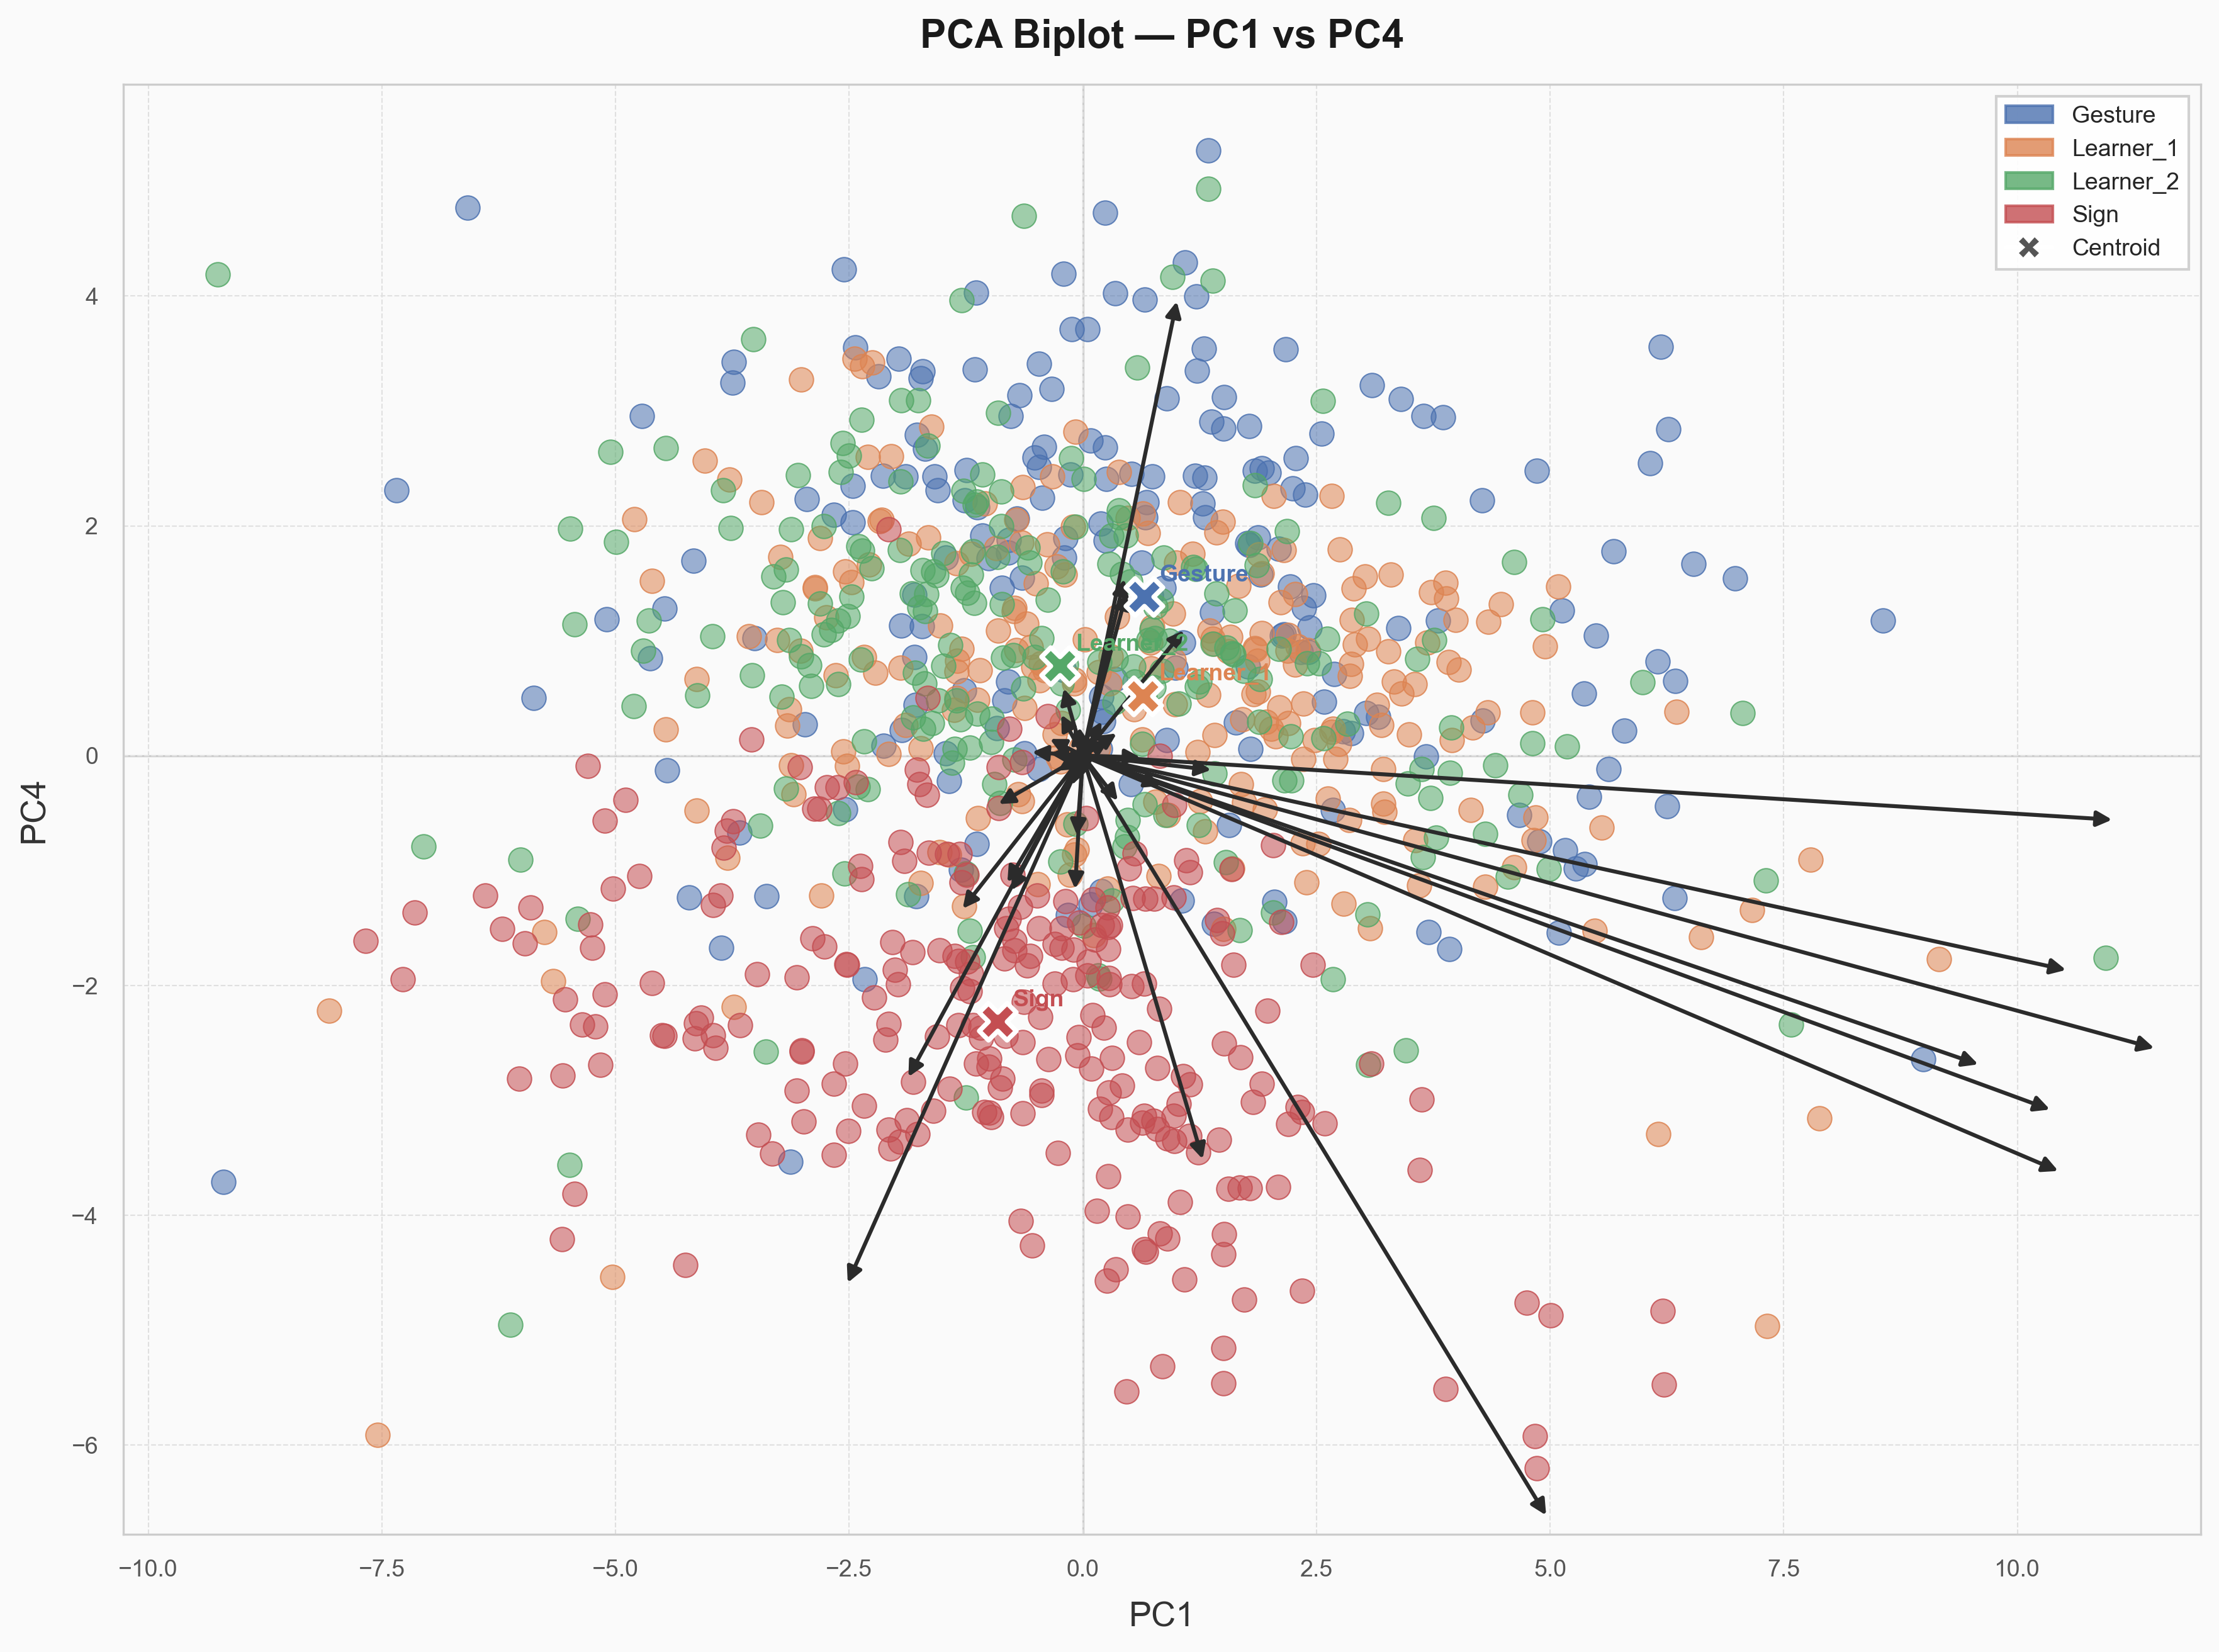 PCA Biplot — PC1 vs PC4
Gesture
Learner_1
Learner_2
Sign
Centroid
Gesture
Learner_2
Learner_1
Sign
4
2
0
−2
−4
−6
PC4
−10.0 −7.5 −5.0 −2.5 0.0 2.5 5.0 7.5 10.0
PC1